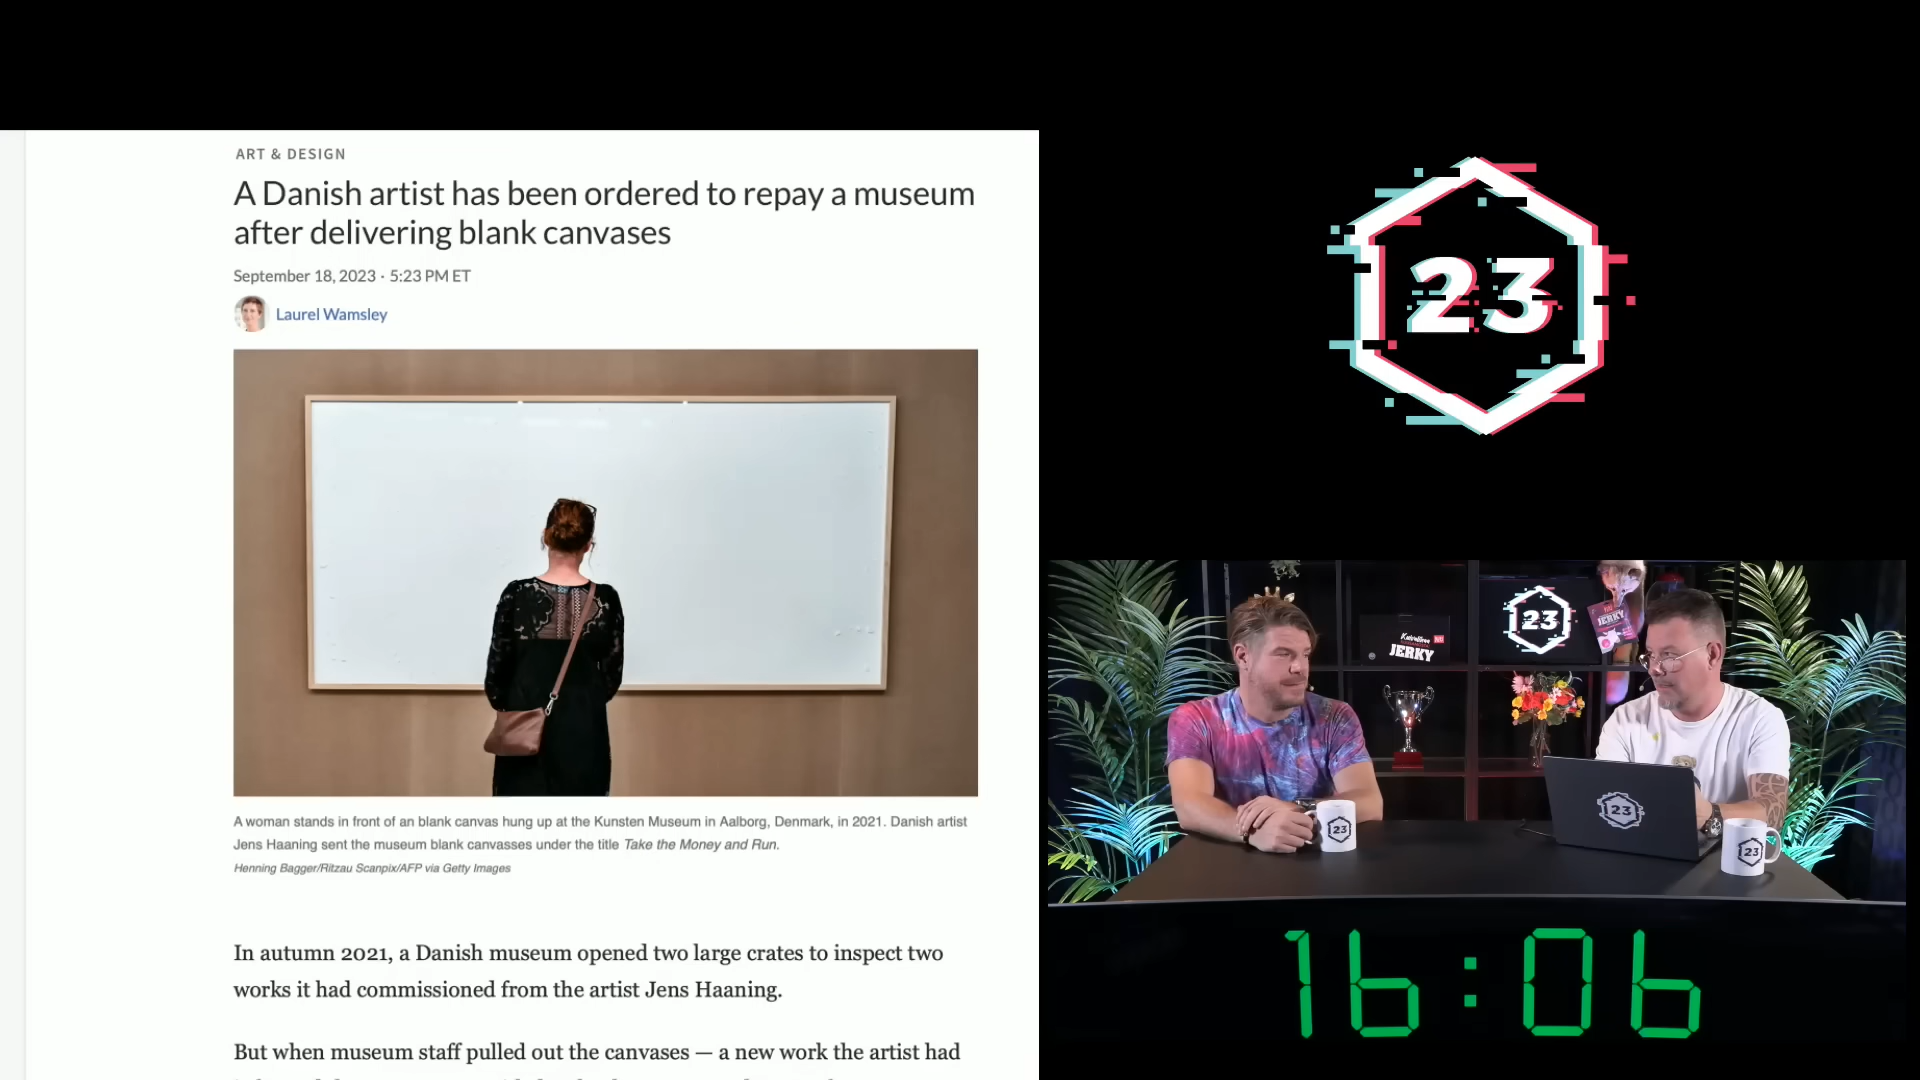 ART & DESIGN
A Danish artist has been ordered to repay a museum
after delivering blank canvases
September 18, 2023 · 5:23 PM ET
Laurel Wamsley
A woman stands in front of an blank canvas hung up at the Kunsten Museum in Aalborg, Denmark, in 2021. Danish artist
Jens Haaning sent the museum blank canvasses under the title Take the Money and Run.
Henning Bagger/Ritzau Scanpix/AFP via Getty Images
In autumn 2021, a Danish museum opened two large crates to inspect two
works it had commissioned from the artist Jens Haaning.
But when museum staff pulled out the canvases — a new work the artist had
23
23
JERKY
JERKY
23
23
23
16:06